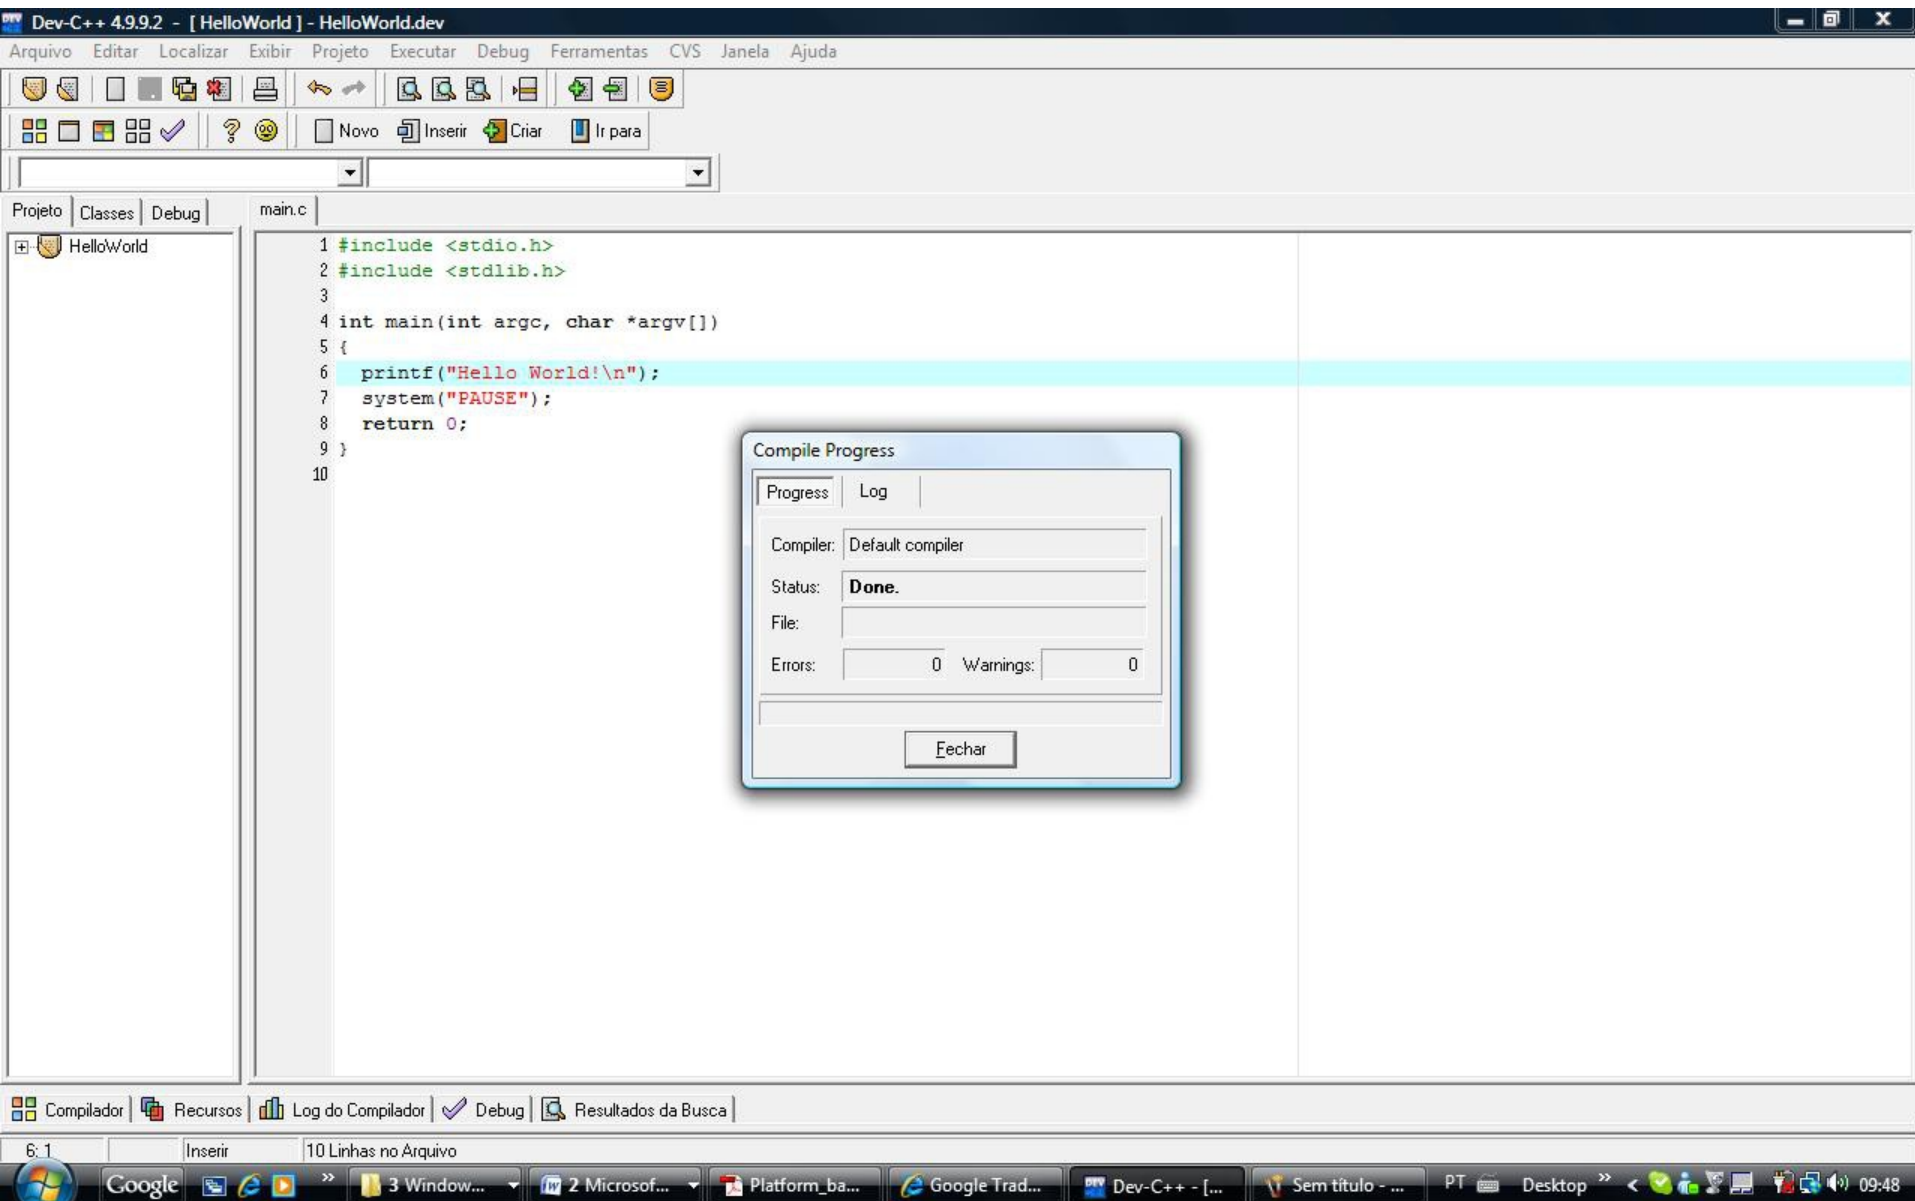 Dev-C++ 4.9.9.2 - [ HelloWorld ] - HelloWorld.dev
Arquivo Editar Localizar Exibir Projeto Executar Debug Ferramentas CVS Janela Ajuda
Novo Inserir Criar Ir para
Projeto Classes Debug main.c
HelloWorld
1 #include <stdio.h>
2 #include <stdlib.h>
3
4 int main(int argc, char *argv[])
5 {
6 printf("Hello World!\n");
7 system("PAUSE");
8 return 0;
9 }
10
Compile Progress
Progress Log
Compiler: Default compiler
Status: Done.
File:
Errors: 0 Warnings: 0
Fechar
Compilador Recursos Log do Compilador Debug Resultados da Busca
6: 1 Inserir 10 Linhas no Arquivo
Google » 3 Window... 2 Microsof... Platform_ba... Google Trad... Dev-C++ - [... Sem título - ... PT Desktop » < 09:48